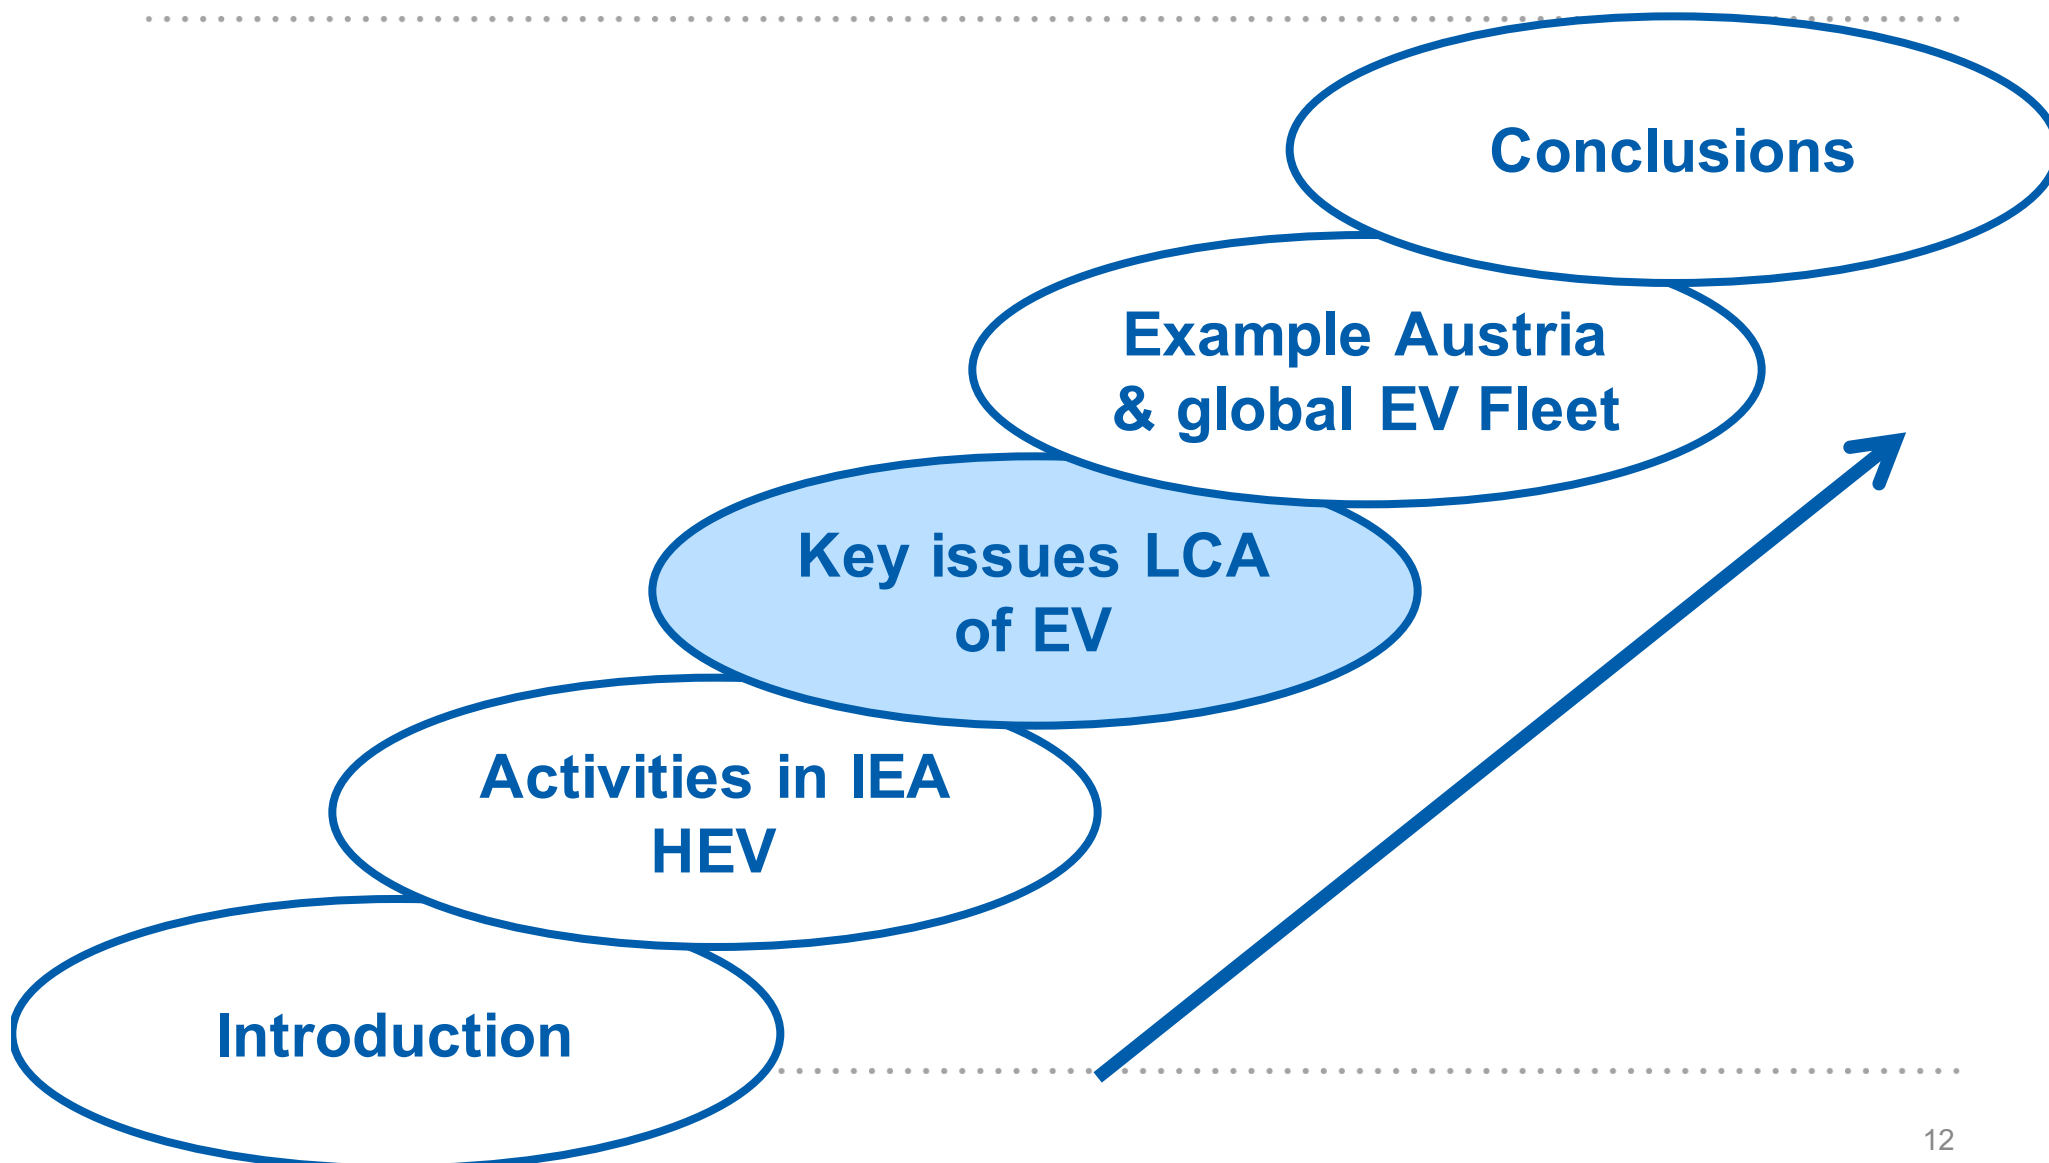 Conclusions
Example Austria
& global EV Fleet
Key issues LCA
of EV
Activities in IEA
HEV
Introduction
12